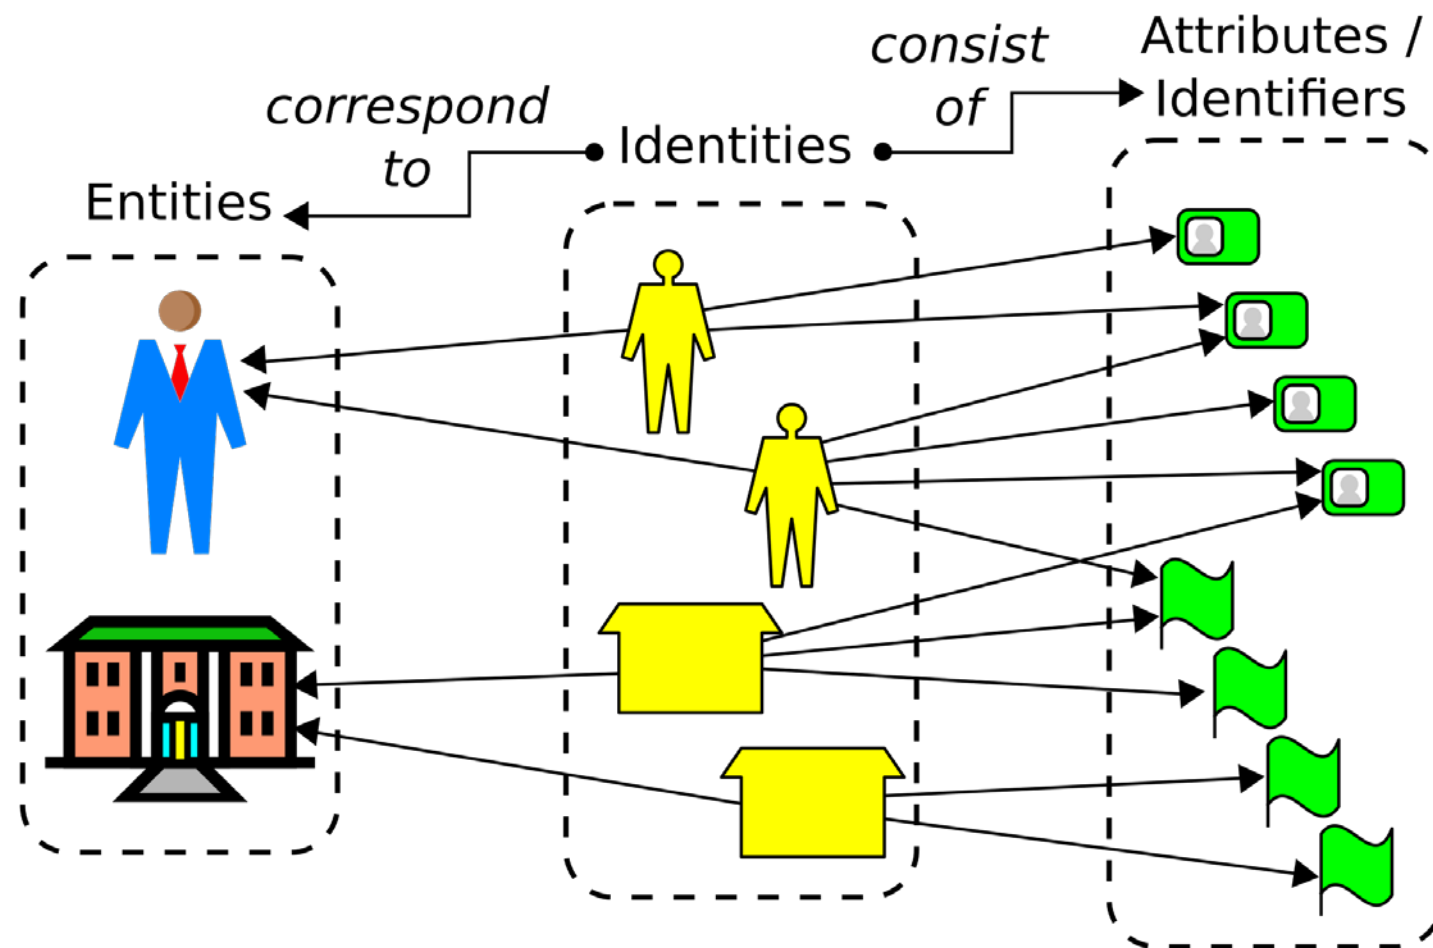 Entities
correspond
to
Identities
consist
of
Attributes /
Identifiers